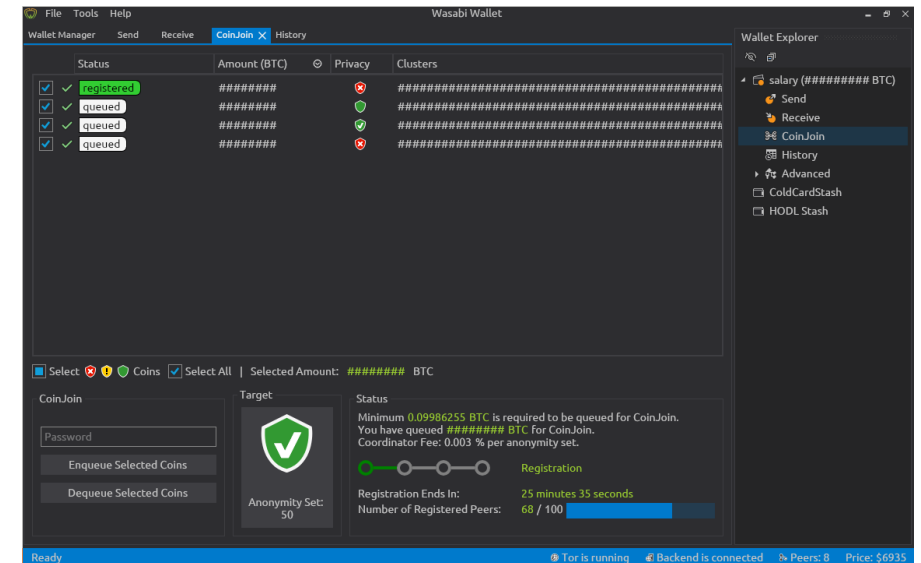 File Tools Help Wasabi Wallet
Wallet Manager Send Receive CoinJoin History
Wallet Explorer
Status Amount (BTC) Privacy Clusters
registered ######## ##################################
queued ######## ##################################
queued ######## ##################################
queued ######## ##################################
salary (######### BTC)
Send
Receive
CoinJoin
History
Advanced
ColdCardStash
HODL Stash
Select Coins Select All | Selected Amount: ######## BTC
CoinJoin
Password
Enqueue Selected Coins
Dequeue Selected Coins
Target
Anonymity Set:
50
Status
Minimum 0.09986255 BTC is required to be queued for CoinJoin.
You have queued ######## BTC for CoinJoin.
Coordinator Fee: 0.003 % per anonymity set.
Registration
Registration Ends In: 25 minutes 35 seconds
Number of Registered Peers: 68 / 100
Ready Tor is running Backend is connected Peers: 8 Price: $6935